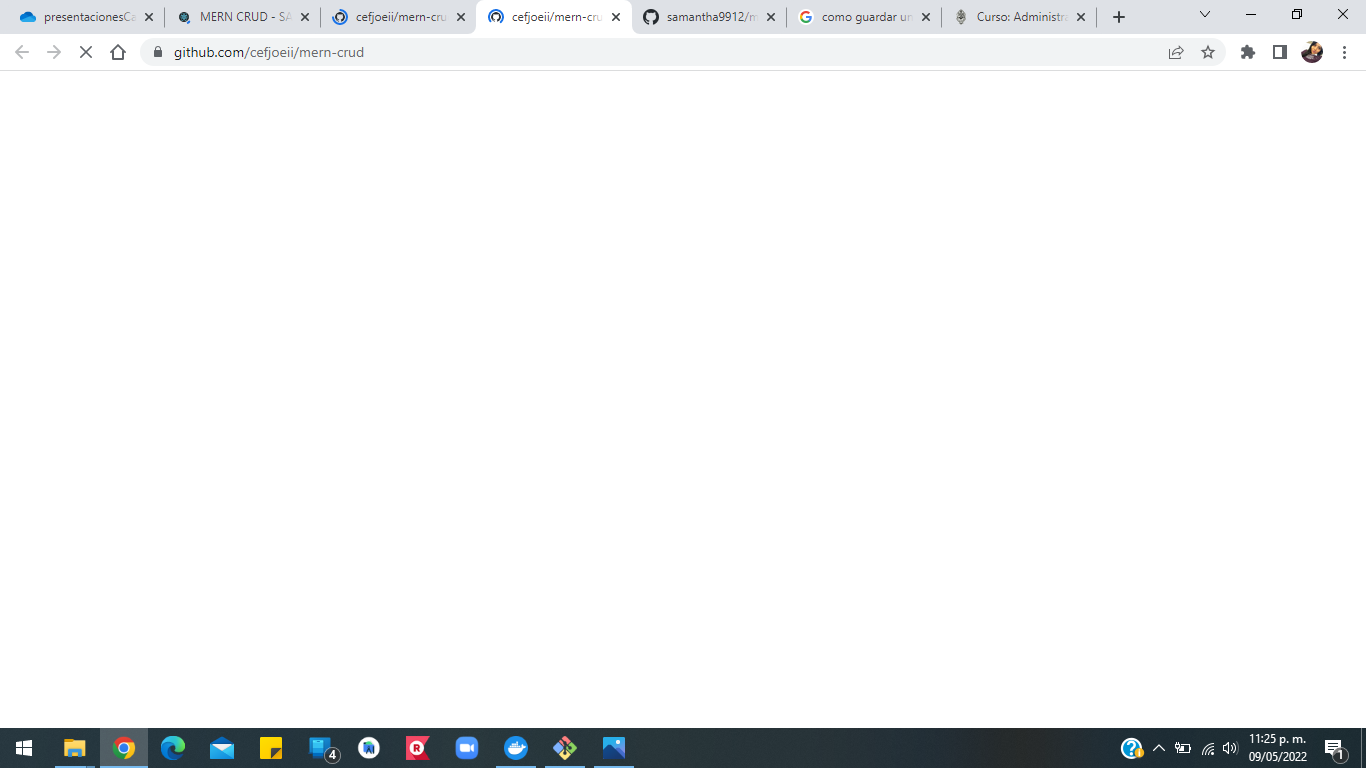 presentacionesCa
MERN CRUD - SA
cefjoeii/mern-cru
cefjoeii/mern-cru
samantha9912/m
como guardar un
Curso: Administra
github.com/cefjoeii/mern-crud
4
11:25 p. m.
09/05/2022
1